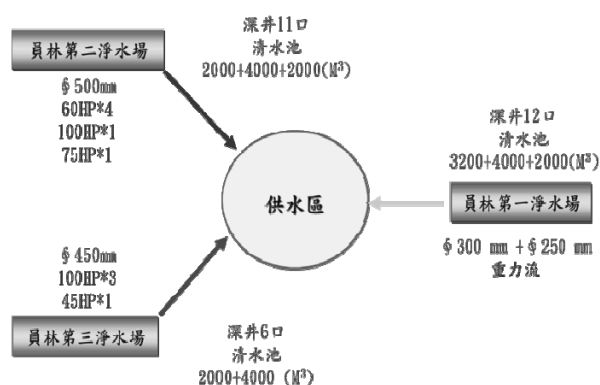 員林第二淨水場
∮500mm
60HP*4
100HP*1
75HP*1
深井11口
清水池
2000+4000+2000(M³)
供水區
深井12口
清水池
3200+4000+2000(M³)
員林第一淨水場
∮300 mm +∮250 mm
重力流
∮450mm
100HP*3
45HP*1
員林第三淨水場
深井6口
清水池
2000+4000 (M³)